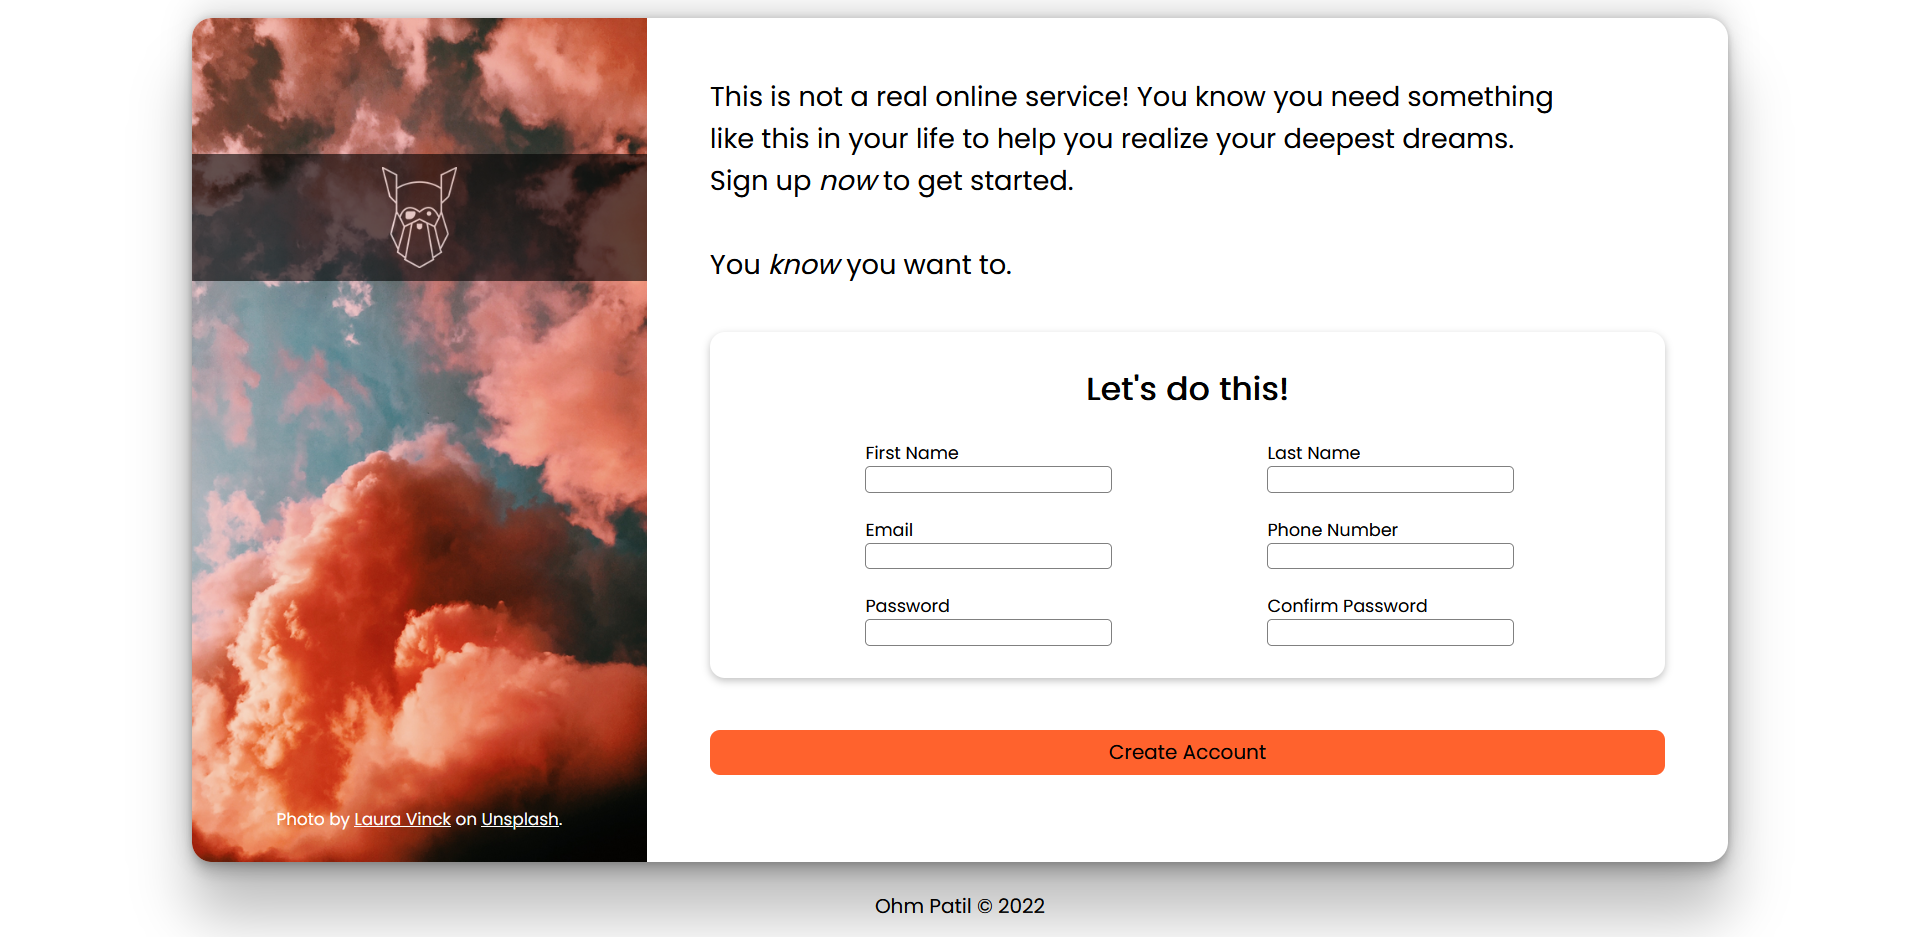 This is not a real online service! You know you need something
like this in your life to help you realize your deepest dreams.
Sign up now to get started.
You know you want to.
Let's do this!
First Name
Last Name
Email
Phone Number
Password
Confirm Password
Create Account
Photo by Laura Vinck on Unsplash.
Ohm Patil © 2022